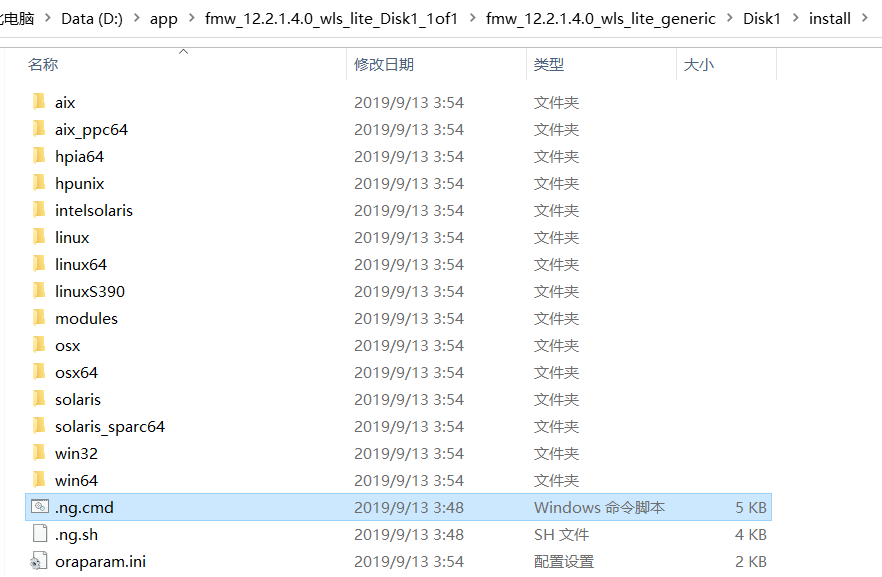 电脑 > Data (D:) > app > fmw_12.2.1.4.0_wls_lite_Disk1_1of1 > fmw_12.2.1.4.0_wls_lite_generic > Disk1 > install >
名称 修改日期 类型 大小
aix 2019/9/13 3:54 文件夹
aix_ppc64 2019/9/13 3:54 文件夹
hpia64 2019/9/13 3:54 文件夹
hpunix 2019/9/13 3:54 文件夹
intelsolaris 2019/9/13 3:54 文件夹
linux 2019/9/13 3:54 文件夹
linux64 2019/9/13 3:54 文件夹
linuxS390 2019/9/13 3:54 文件夹
modules 2019/9/13 3:54 文件夹
osx 2019/9/13 3:54 文件夹
osx64 2019/9/13 3:54 文件夹
solaris 2019/9/13 3:54 文件夹
solaris_sparc64 2019/9/13 3:54 文件夹
win32 2019/9/13 3:54 文件夹
win64 2019/9/13 3:54 文件夹
.ng.cmd 2019/9/13 3:48 Windows 命令脚本 5 KB
.ng.sh 2019/9/13 3:48 SH 文件 4 KB
oraparam.ini 2019/9/13 3:54 配置设置 2 KB